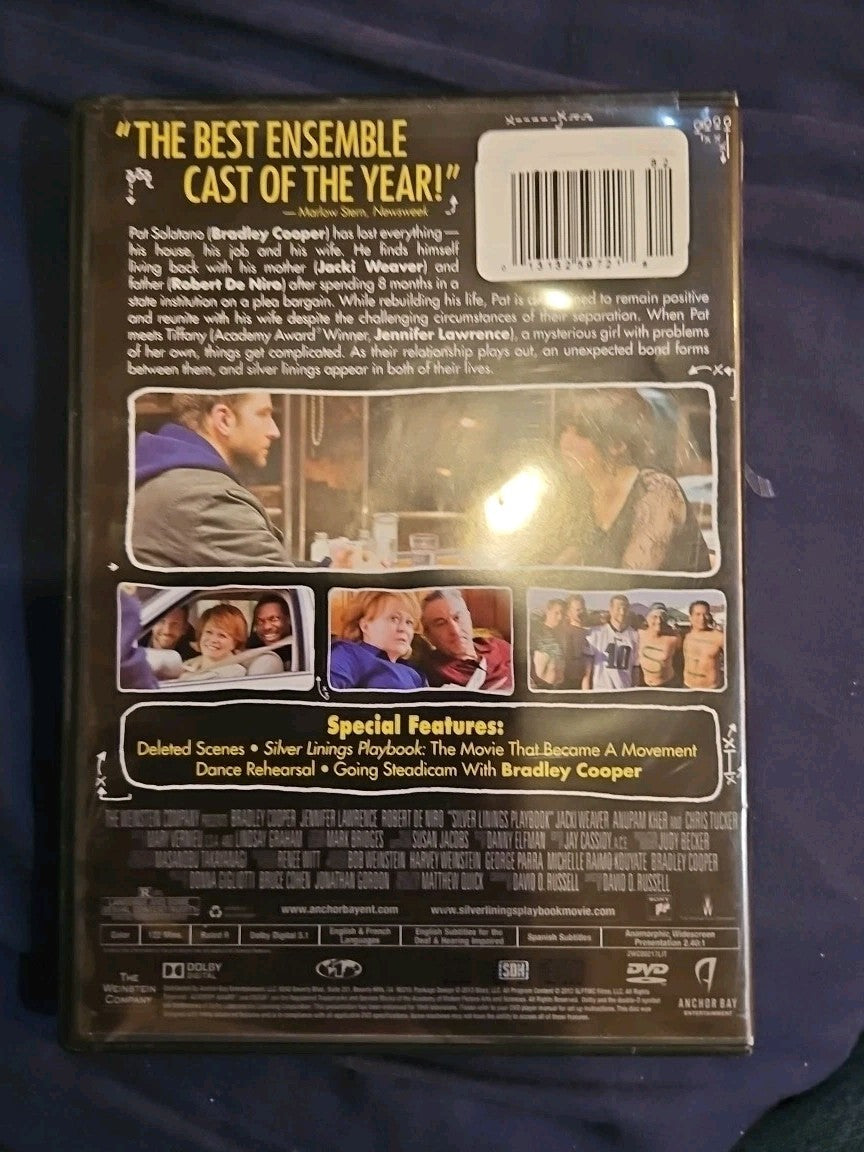 "THE BEST ENSEMBLE
CAST OF THE YEAR!"
— Marlow Stern, Newsweek
Pat Solatano (Bradley Cooper) has lost everything —
his house, his job and his wife. He finds himself
living back with his mother (Jacki Weaver) and
father (Robert De Niro) after spending 8 months in a
state institution on a plea bargain. While rebuilding his life, Pat is to remain positive
and reunite with his wife despite the challenging circumstances of their separation. When Pat
meets Tiffany (Academy Award® Winner, Jennifer Lawrence), a mysterious girl with problems
of her own, things get complicated. As their relationship plays out, an unexpected bond forms
between them, and silver linings appear in both of their lives.
10
Special Features:
Deleted Scenes • Silver Linings Playbook: The Movie That Became A Movement
Dance Rehearsal • Going Steadicam With Bradley Cooper
THE WEINSTEIN COMPANY BRADLEY COOPER JENNIFER LAWRENCE ROBERT DE NIRO "SILVER LININGS PLAYBOOK" JACKI WEAVER ANUPAM KHER AND CHRIS TUCKER
MARY VERNIEU LINDSAY GRAHAM MARK BRIDGES SUSAN JACOBS DANNY ELFMAN JAY CASSIDY A.C.E. JUDY BECKER
MASANOBU TAKAYANAGI RENEE WITT BOB WEINSTEIN HARVEY WEINSTEIN GEORGE PARRA MICHELLE RAIMO KOUYATE BRADLEY COOPER
DONNA GIGLIOTTI BRUCE COHEN JONATHAN GORDON MATTHEW QUICK DAVID O. RUSSELL DAVID O. RUSSELL
R
www.anchorbayent.com www.silverliningsplaybookmovie.com
Color 122 Mins. Rated R Dolby Digital 5.1 English & French Languages English Subtitles for the Deaf & Hearing Impaired Spanish Subtitles Anamorphic Widescreen Presentation 2.40:1
THE WEINSTEIN COMPANY
DOLBY DIGITAL
SDH
DVD
ANCHOR BAY
ENTERTAINMENT